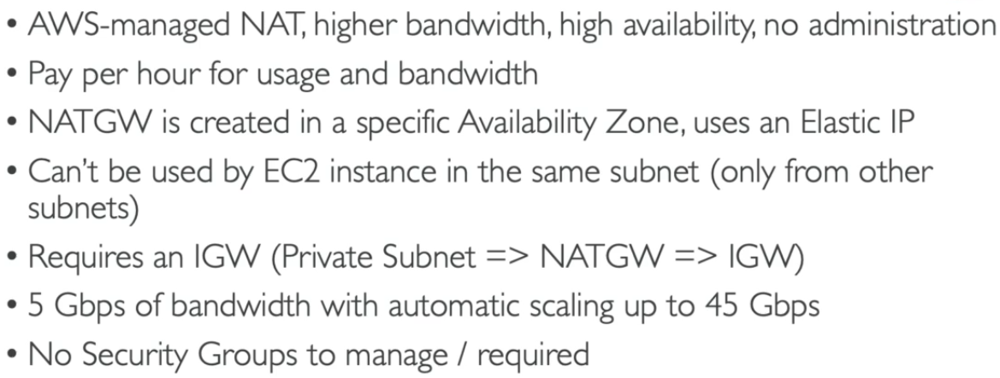 • AWS-managed NAT, higher bandwidth, high availability, no administration
• Pay per hour for usage and bandwidth
• NATGW is created in a specific Availability Zone, uses an Elastic IP
• Can't be used by EC2 instance in the same subnet (only from other
subnets)
• Requires an IGW (Private Subnet => NATGW => IGW)
• 5 Gbps of bandwidth with automatic scaling up to 45 Gbps
• No Security Groups to manage / required